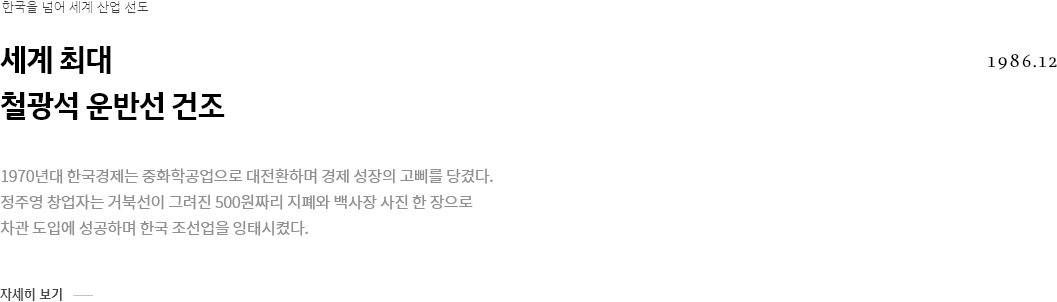 한국을 넘어 세계 산업 선도
세계 최대
1986.12
철광석 운반선 건조
1970년대 한국경제는 중화학공업으로 대전환하며 경제 성장의 고삐를 당겼다.
정주영 창업자는 거북선이 그려진 500원짜리 지폐와 백사장 사진 한 장으로
차관 도입에 성공하며 한국 조선업을 잉태시켰다.
자세히 보기